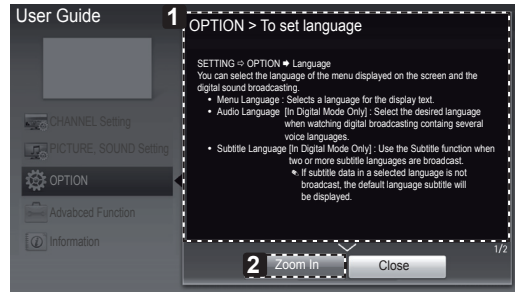 User Guide
1
OPTION > To set language
SETTING ⇨ OPTION ➡ Language
You can select the language of the menu displayed on the screen and the
digital sound broadcasting.
• Menu Language : Selects a language for the display text.
• Audio Language [In Digital Mode Only] : Select the desired language
when watching digital broadcasting containg several
voice languages.
• Subtitle Language [In Digital Mode Only] : Use the Subtitle function when
two or more subtitle languages are broadcast.
If subtitle data in a selected language is not
broadcast, the default language subtitle will
be displayed.
CHANNEL Setting
PICTURE, SOUND Setting
OPTION
Advabced Function
Information
1/2
2
Zoom In
Close